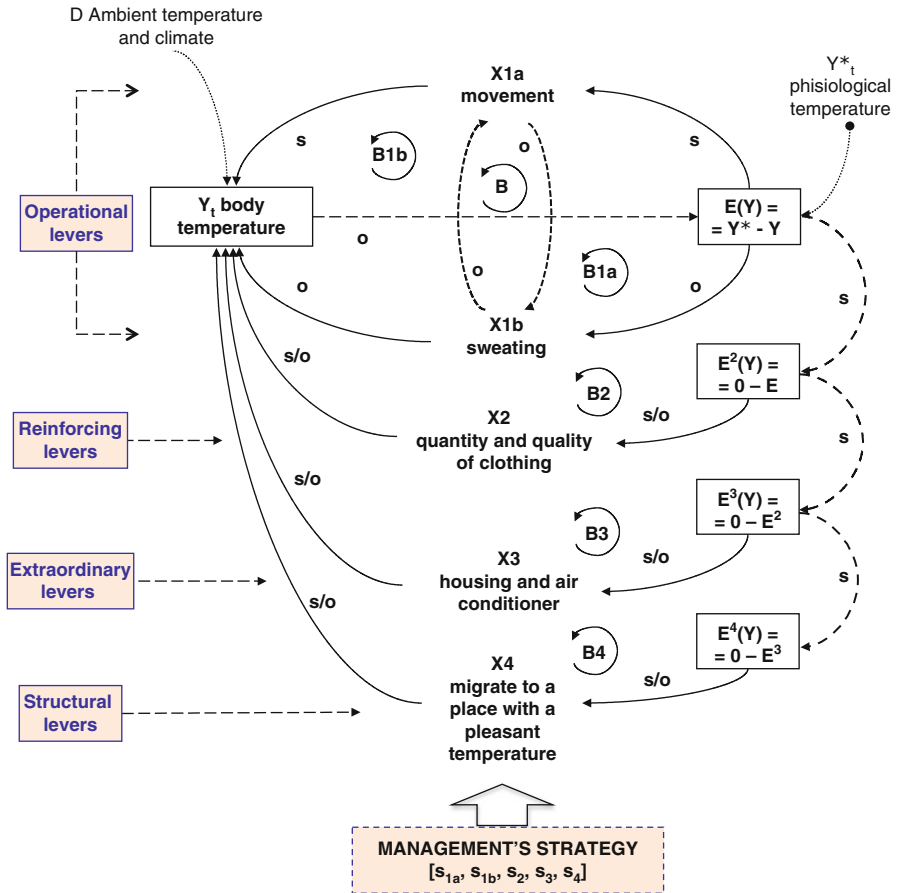 D Ambient temperature
and climate
X1a
movement
Y*t
phisiological
temperature
s
B1b
o
s
B
Operational
levers
Yt body
temperature
E(Y) =
= Y* - Y
o
o
B1a
s
o
o
X1b
sweating
s/o
B2
E²(Y) =
= 0 – E
s/o
X2
quantity and quality
of clothing
Reinforcing
levers
s
s/o
B3
E³(Y) =
= 0 – E²
s/o
X3
housing and air
conditioner
Extraordinary
levers
s
s/o
B4
E⁴(Y) =
= 0 – E³
s/o
X4
migrate to a
place with a
pleasant
temperature
Structural
levers
MANAGEMENT'S STRATEGY
[s1a, s1b, s2, s3, s4]